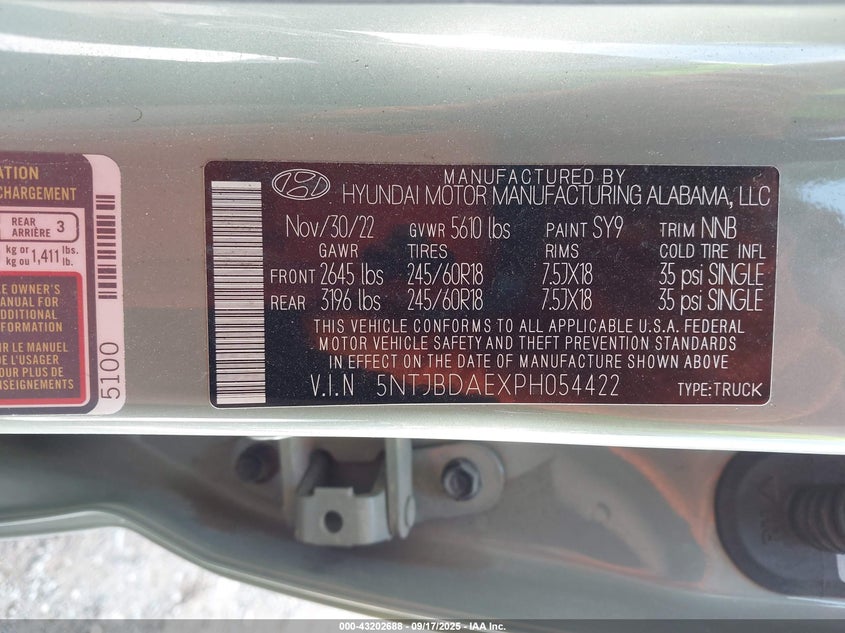 ATION
CHARGEMENT
REAR
ARRIÈRE 3
kg or 1,411 lbs.
kg ou lb.
OWNER'S
MANUAL FOR
ADDITIONAL
FORMATION
IR LE MANUEL
DE L'USAGER
POUR PLUS DE
5100
MANUFACTURED BY
HYUNDAI MOTOR MANUFACTURING ALABAMA, LLC
Nov/30/22 GVWR 5610 lbs PAINT SY9 TRIM NNB
GAWR TIRES RIMS COLD TIRE INFL
FRONT 2645 lbs 245/60R18 7.5JX18 35 psi SINGLE
REAR 3196 lbs 245/60R18 7.5JX18 35 psi SINGLE
THIS VEHICLE CONFORMS TO ALL APPLICABLE U.S.A. FEDERAL
MOTOR VEHICLE SAFETY AND THEFT PREVENTION STANDARDS
IN EFFECT ON THE DATE OF MANUFACTURE SHOWN ABOVE.
V.I.N 5NTJBDAEXPH054422 TYPE:TRUCK
000-43202688 - 09/17/2025 - IAA Inc.